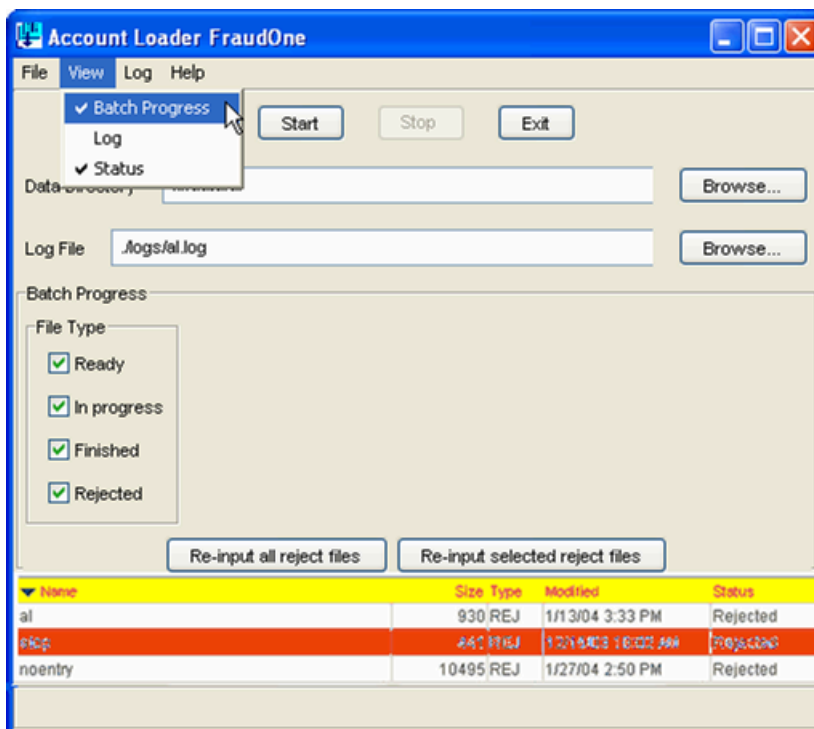 Account Loader FraudOne
File View Log Help
Batch Progress
Log
Status
Start Stop Exit
Data Directory Browse...
Log File ./logs/al.log Browse...
Batch Progress
File Type
Ready
In progress
Finished
Rejected
Re-input all reject files Re-input selected reject files
Name Size Type Modified Status
al 930 REJ 1/13/04 3:33 PM Rejected
REJ Rejected
noentry 10495 REJ 1/27/04 2:50 PM Rejected